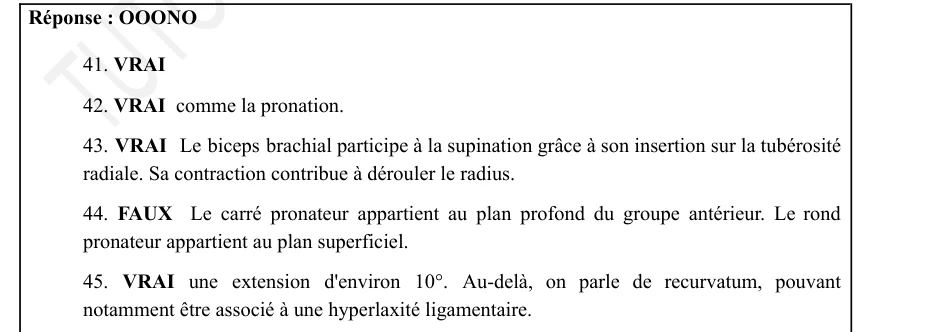 Réponse : OOONO
41. VRAI
42. VRAI comme la pronation.
43. VRAI Le biceps brachial participe à la supination grâce à son insertion sur la tubérosité
radiale. Sa contraction contribue à dérouler le radius.
44. FAUX Le carré pronateur appartient au plan profond du groupe antérieur. Le rond
pronateur appartient au plan superficiel.
45. VRAI une extension d'environ 10°. Au-delà, on parle de recurvatum, pouvant
notamment être associé à une hyperlaxité ligamentaire.